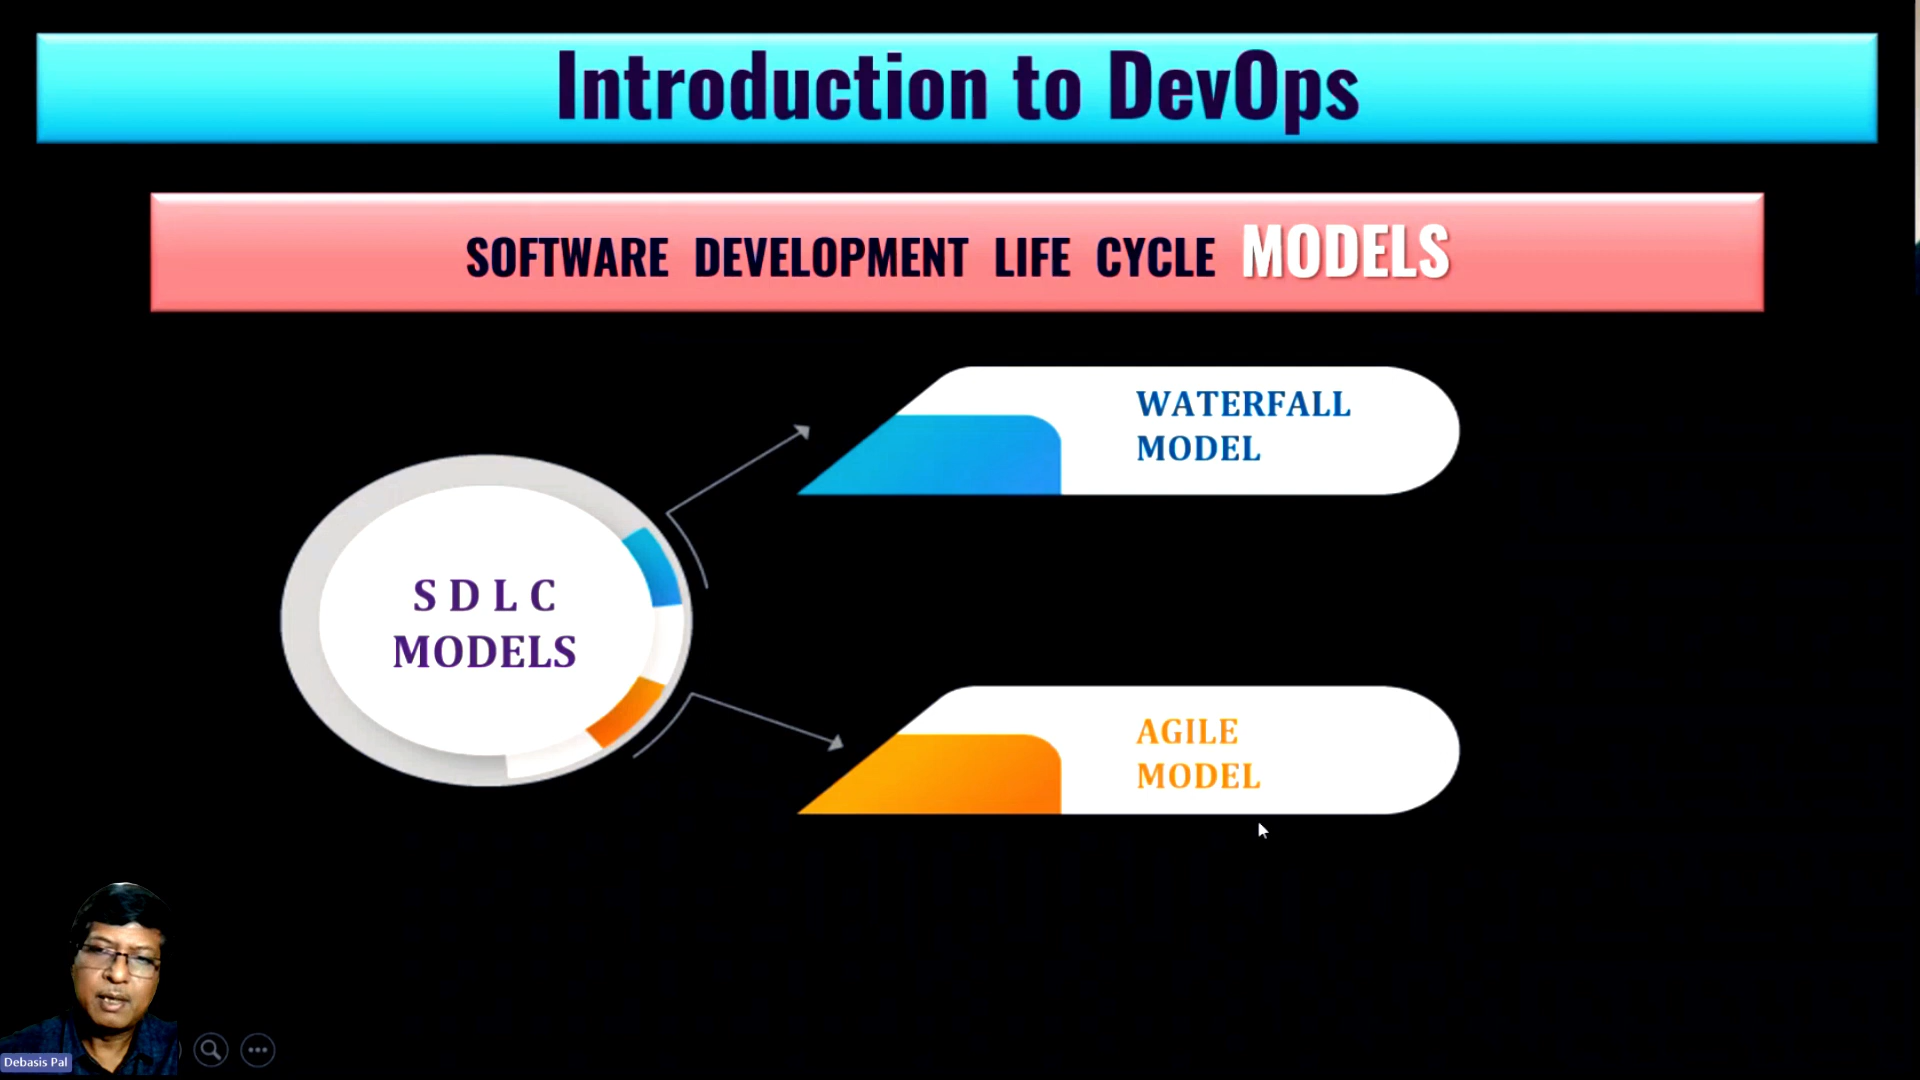 Introduction to DevOps
SOFTWARE DEVELOPMENT LIFE CYCLE MODELS
WATERFALL
MODEL
S D L C
MODELS
AGILE
MODEL
Debasis Pal